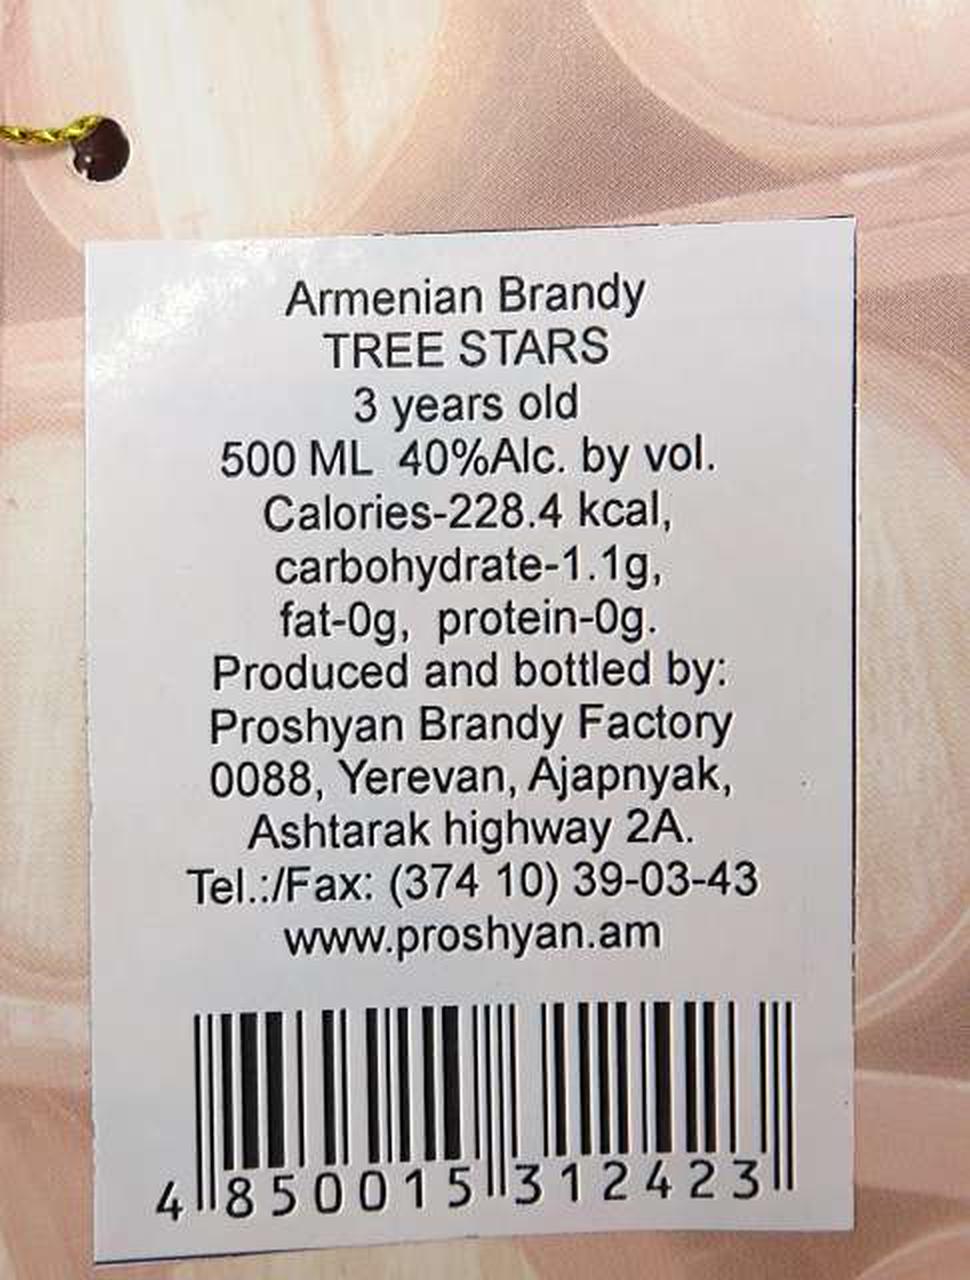 Armenian Brandy
TREE STARS
3 years old
500 ML 40%Alc. by vol.
Calories-228.4 kcal,
carbohydrate-1.1g,
fat-0g, protein-0g.
Produced and bottled by:
Proshyan Brandy Factory
0088, Yerevan, Ajapnyak,
Ashtarak highway 2A.
Tel.:/Fax: (374 10) 39-03-43
www.proshyan.am
4 850015 312423